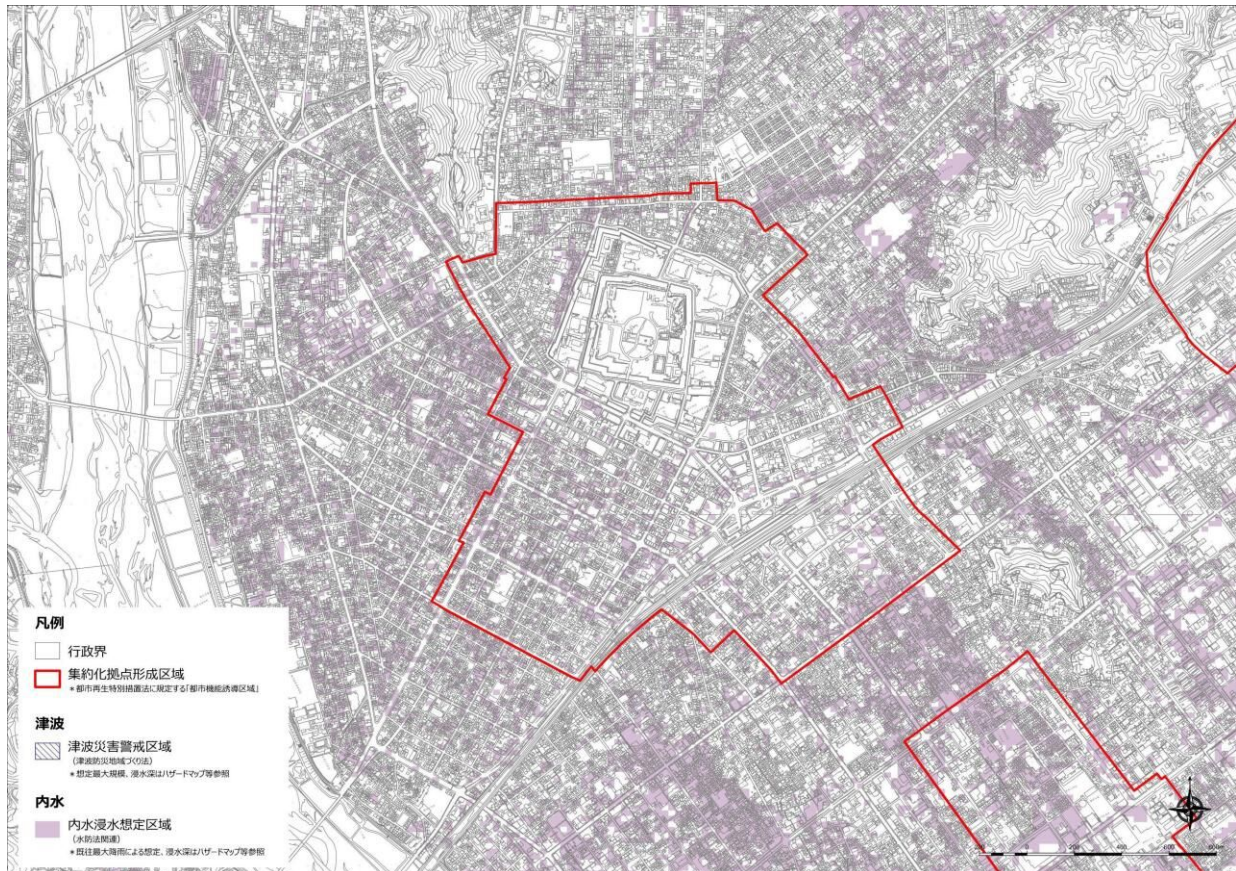 凡例
行政界
集約化拠点形成区域
＊都市再生特別措置法に規定する「都市機能誘導区域」
津波
津波災害警戒区域
（津波防災地域づくり法）
＊想定最大規模、浸水深はハザードマップ等参照
内水
内水浸水想定区域
（水防法関連）
＊既往最大降雨による想定、浸水深はハザードマップ等参照
200 0 200 400 600 800m